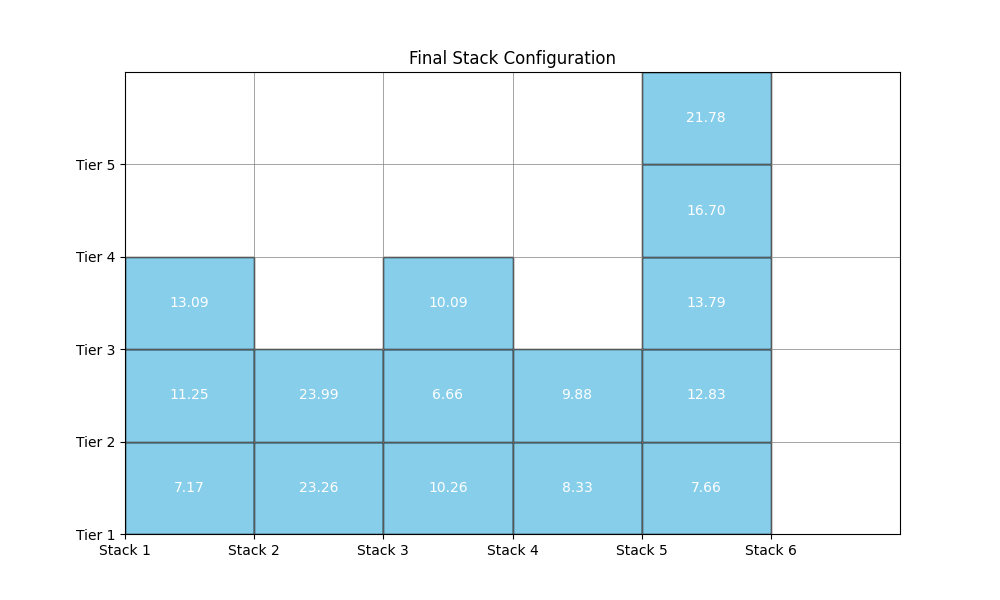 Final Stack Configuration
21.78
Tier 5
16.70
Tier 4
13.09 10.09 13.79
Tier 3
11.25 23.99 6.66 9.88 12.83
Tier 2
7.17 23.26 10.26 8.33 7.66
Tier 1
Stack 1 Stack 2 Stack 3 Stack 4 Stack 5 Stack 6